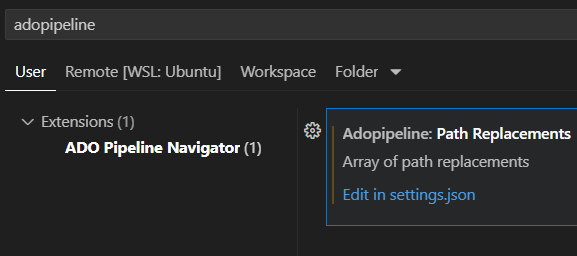 adopipeline
User Remote [WSL: Ubuntu] Workspace Folder
Extensions (1)
ADO Pipeline Navigator (1)
Adopipeline: Path Replacements
Array of path replacements
Edit in settings.json